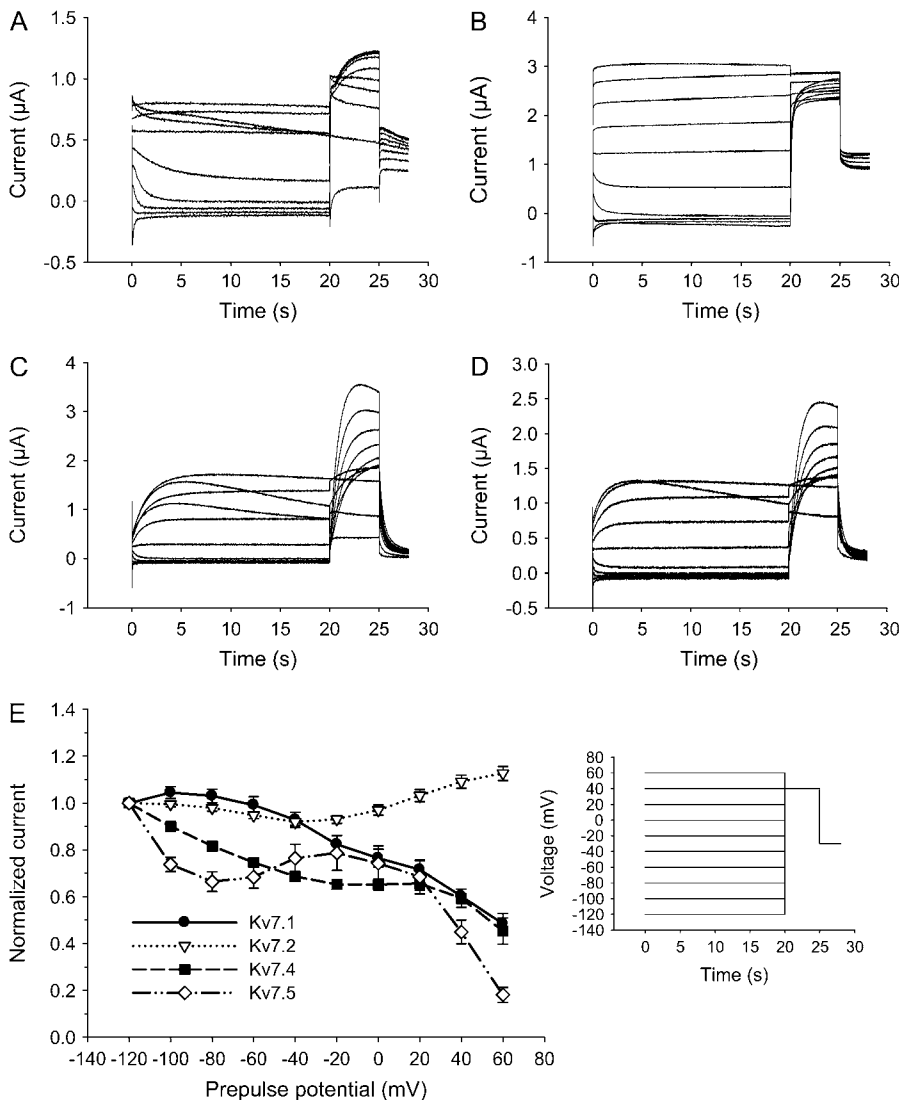 A
Current (µA)
1.5
1.0
0.5
0.0
-0.5
0 5 10 15 20 25 30
Time (s)
B
Current (µA)
4
3
2
1
0
-1
0 5 10 15 20 25 30
Time (s)
C
Current (µA)
4
3
2
1
0
-1
0 5 10 15 20 25 30
Time (s)
D
Current (µA)
3.0
2.5
2.0
1.5
1.0
0.5
0.0
-0.5
0 5 10 15 20 25 30
Time (s)
E
Normalized current
1.4
1.2
1.0
0.8
0.6
0.4
0.2
0.0
Kv7.1
Kv7.2
Kv7.4
Kv7.5
-140 -120 -100 -80 -60 -40 -20 0 20 40 60 80
Prepulse potential (mV)
Voltage (mV)
80
60
40
20
0
-20
-40
-60
-80
-100
-120
-140
0 5 10 15 20 25 30
Time (s)